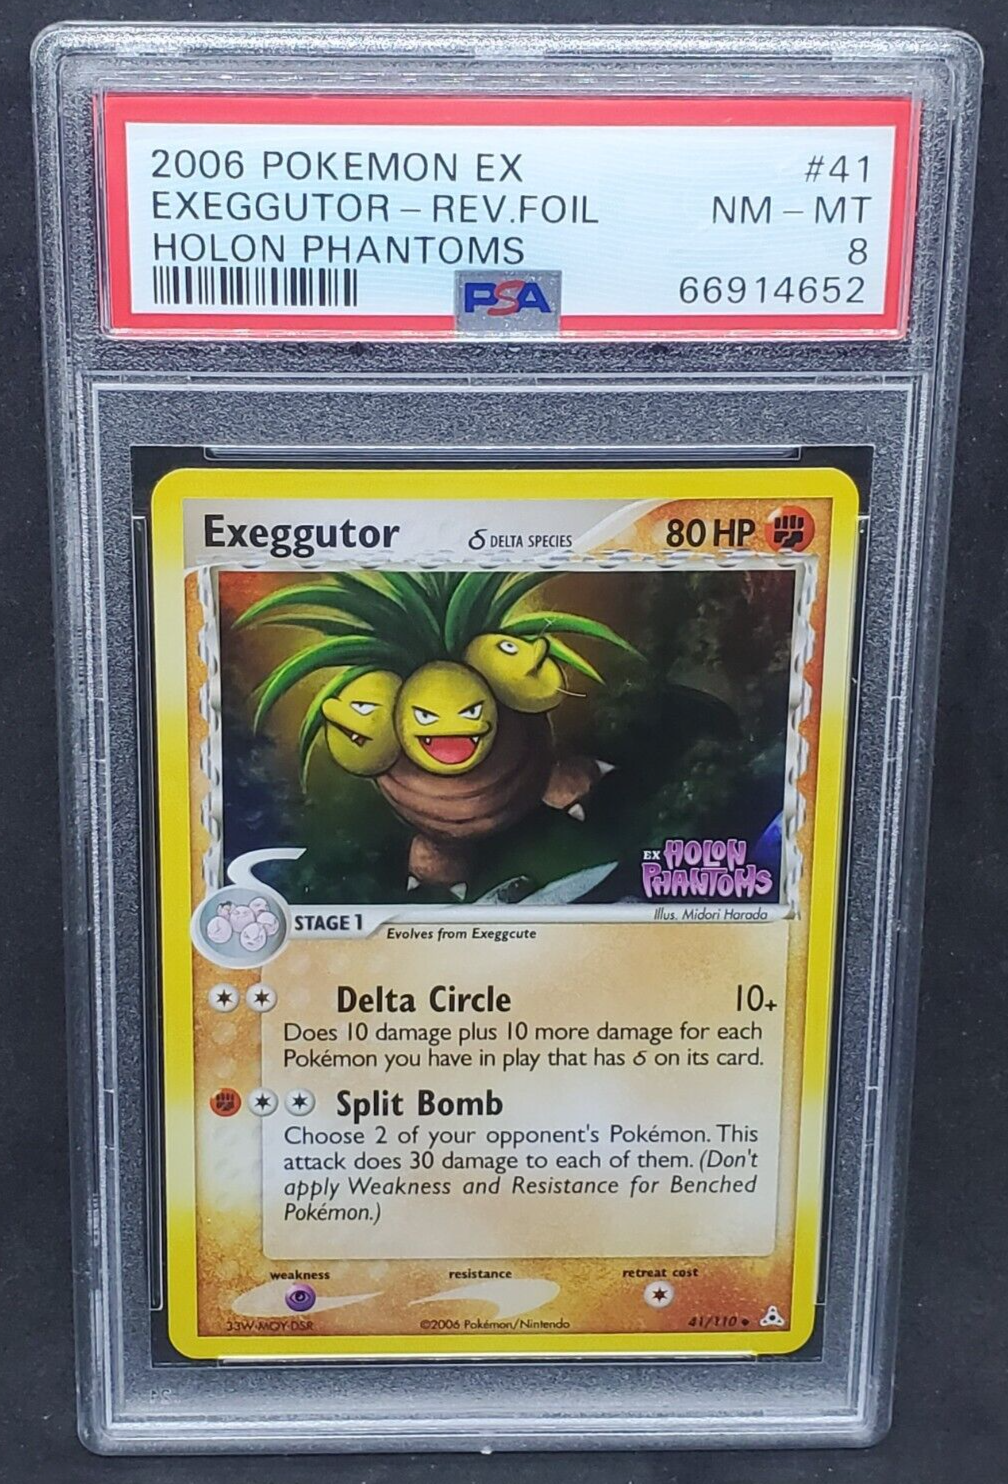 2006 POKEMON EX #41
EXEGGUTOR – REV.FOIL NM – MT
HOLON PHANTOMS 8
PSA 66914652
Exeggutor δ DELTA SPECIES 80 HP
EX HOLON
PHANTOMS
Illus. Midori Harada
STAGE 1
Evolves from Exeggcute
Delta Circle 10+
Does 10 damage plus 10 more damage for each
Pokémon you have in play that has δ on its card.
Split Bomb
Choose 2 of your opponent's Pokémon. This
attack does 30 damage to each of them. (Don't
apply Weakness and Resistance for Benched
Pokémon.)
weakness resistance retreat cost
33W-MOY-DSR ©2006 Pokémon/Nintendo 41/110